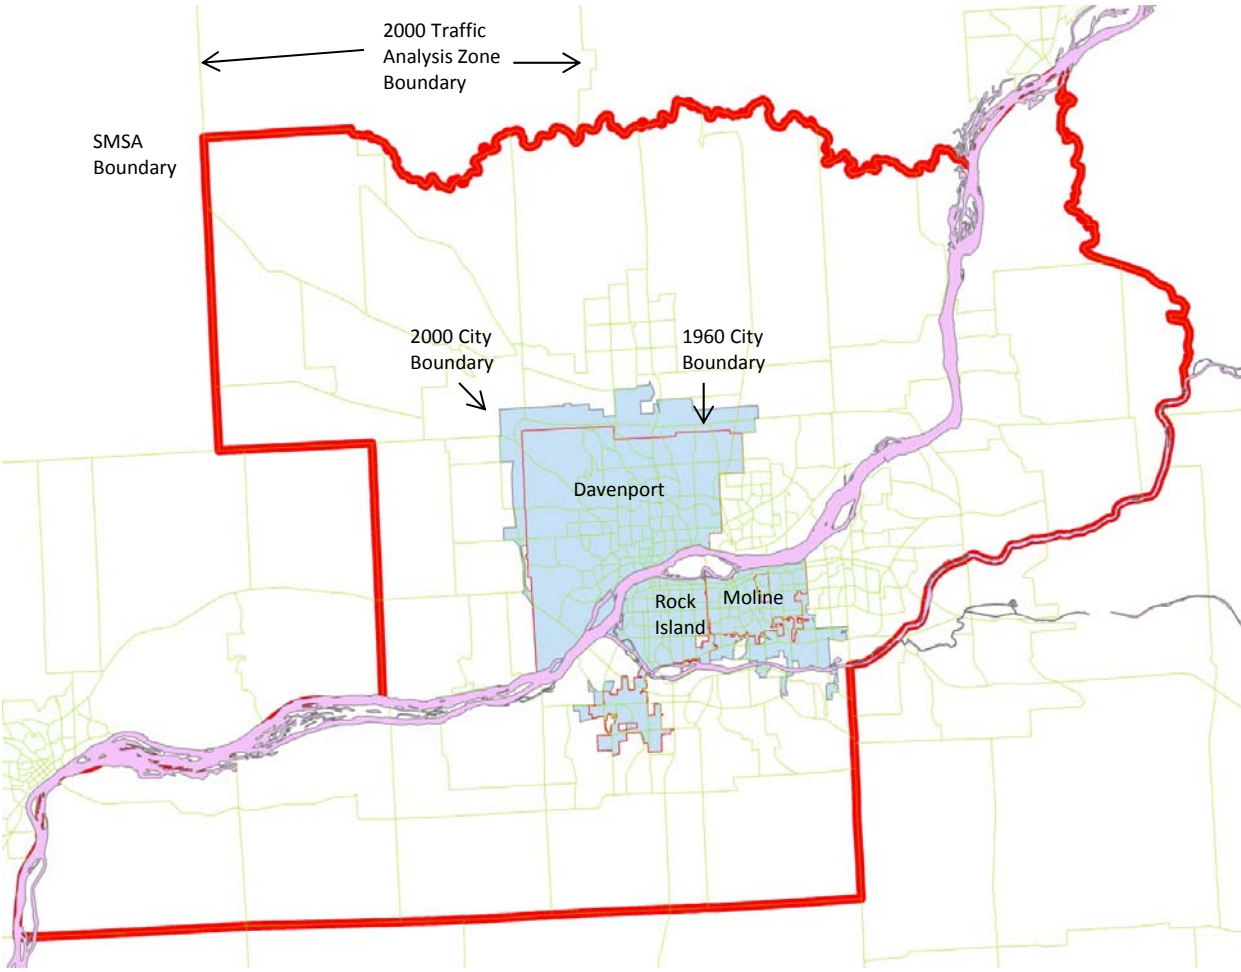 2000 Traffic
Analysis Zone
Boundary
SMSA
Boundary
2000 City
Boundary
1960 City
Boundary
Davenport
Rock
Island
Moline